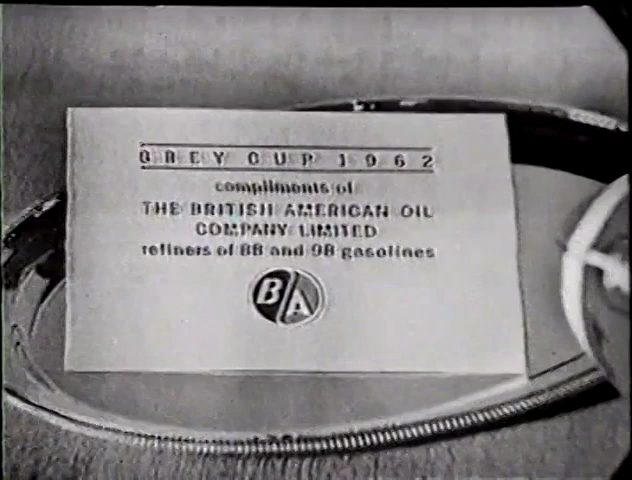 GREY CUP 1962
compliments of
THE BRITISH AMERICAN OIL
COMPANY LIMITED
refiners of 88 and 98 gasolines
B/A